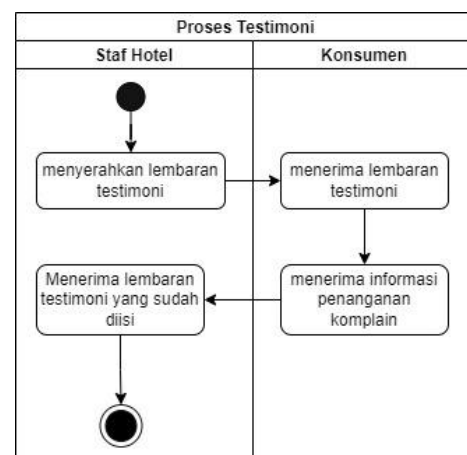 Proses Testimoni
Staf Hotel
Konsumen
menyerahkan lembaran
testimoni
menerima lembaran
testimoni
Menerima lembaran
testimoni yang sudah
diisi
menerima informasi
penanganan
komplain